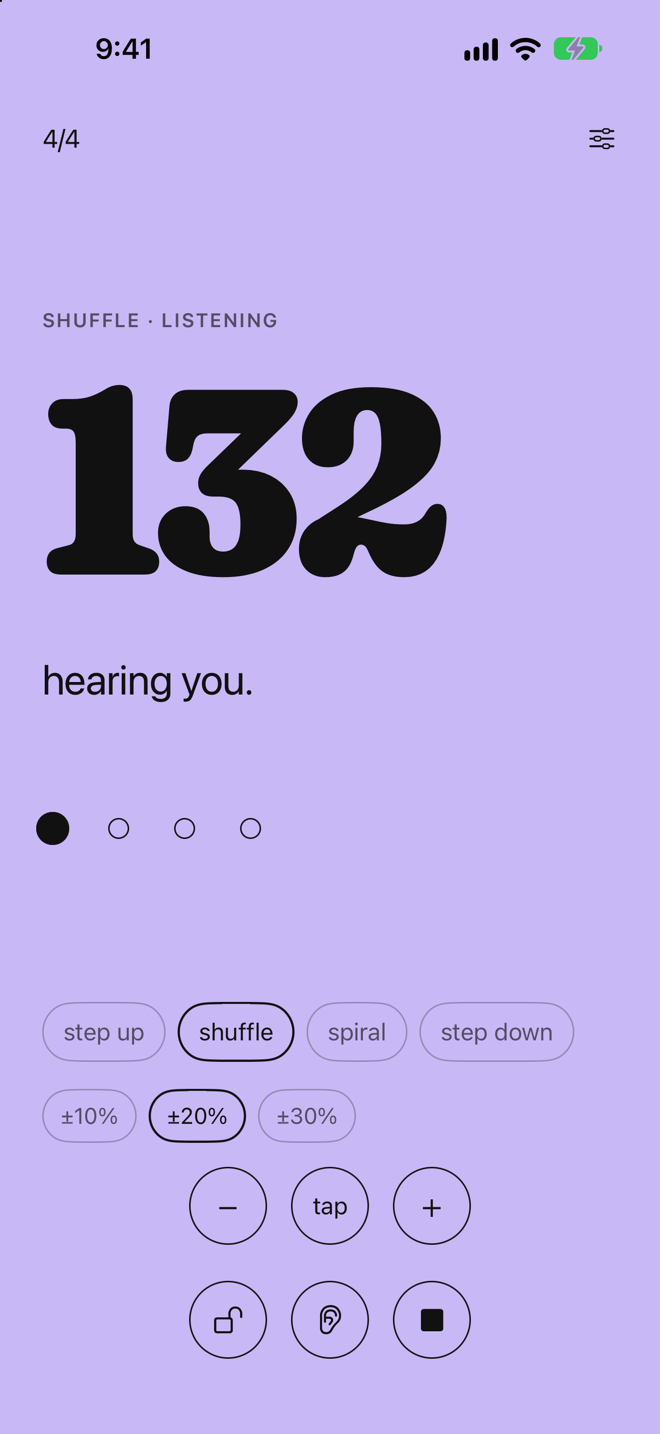 9:41
4/4
SHUFFLE · LISTENING
132
hearing you.
step up shuffle spiral step down
±10% ±20% ±30%
− tap +